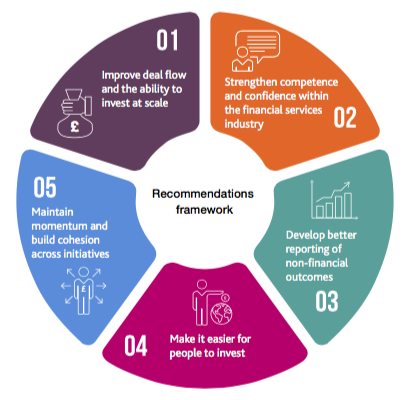 01
Improve deal flow
and the ability to
invest at scale
£
Strengthen competence
and confidence within
the financial services
industry
02
Develop better
reporting of
non-financial
outcomes
03
04
Make it easier for
people to invest
05
Maintain
momentum and
build cohesion
across initiatives
£
Recommendations
framework